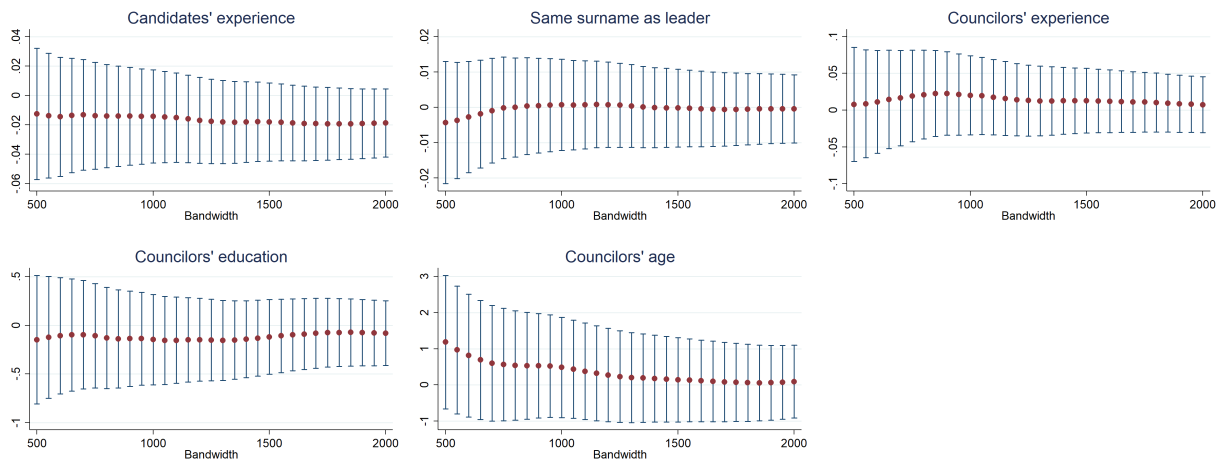 Candidates' experience
.04
.02
0
-.02
-.04
-.06
500 1000 1500 2000
Bandwidth
Same surname as leader
.02
.01
0
-.01
-.02
500 1000 1500 2000
Bandwidth
Councilors' experience
.1
.05
0
-.05
-.1
500 1000 1500 2000
Bandwidth
Councilors' education
.5
0
-.5
-1
500 1000 1500 2000
Bandwidth
Councilors' age
3
2
1
0
-1
500 1000 1500 2000
Bandwidth